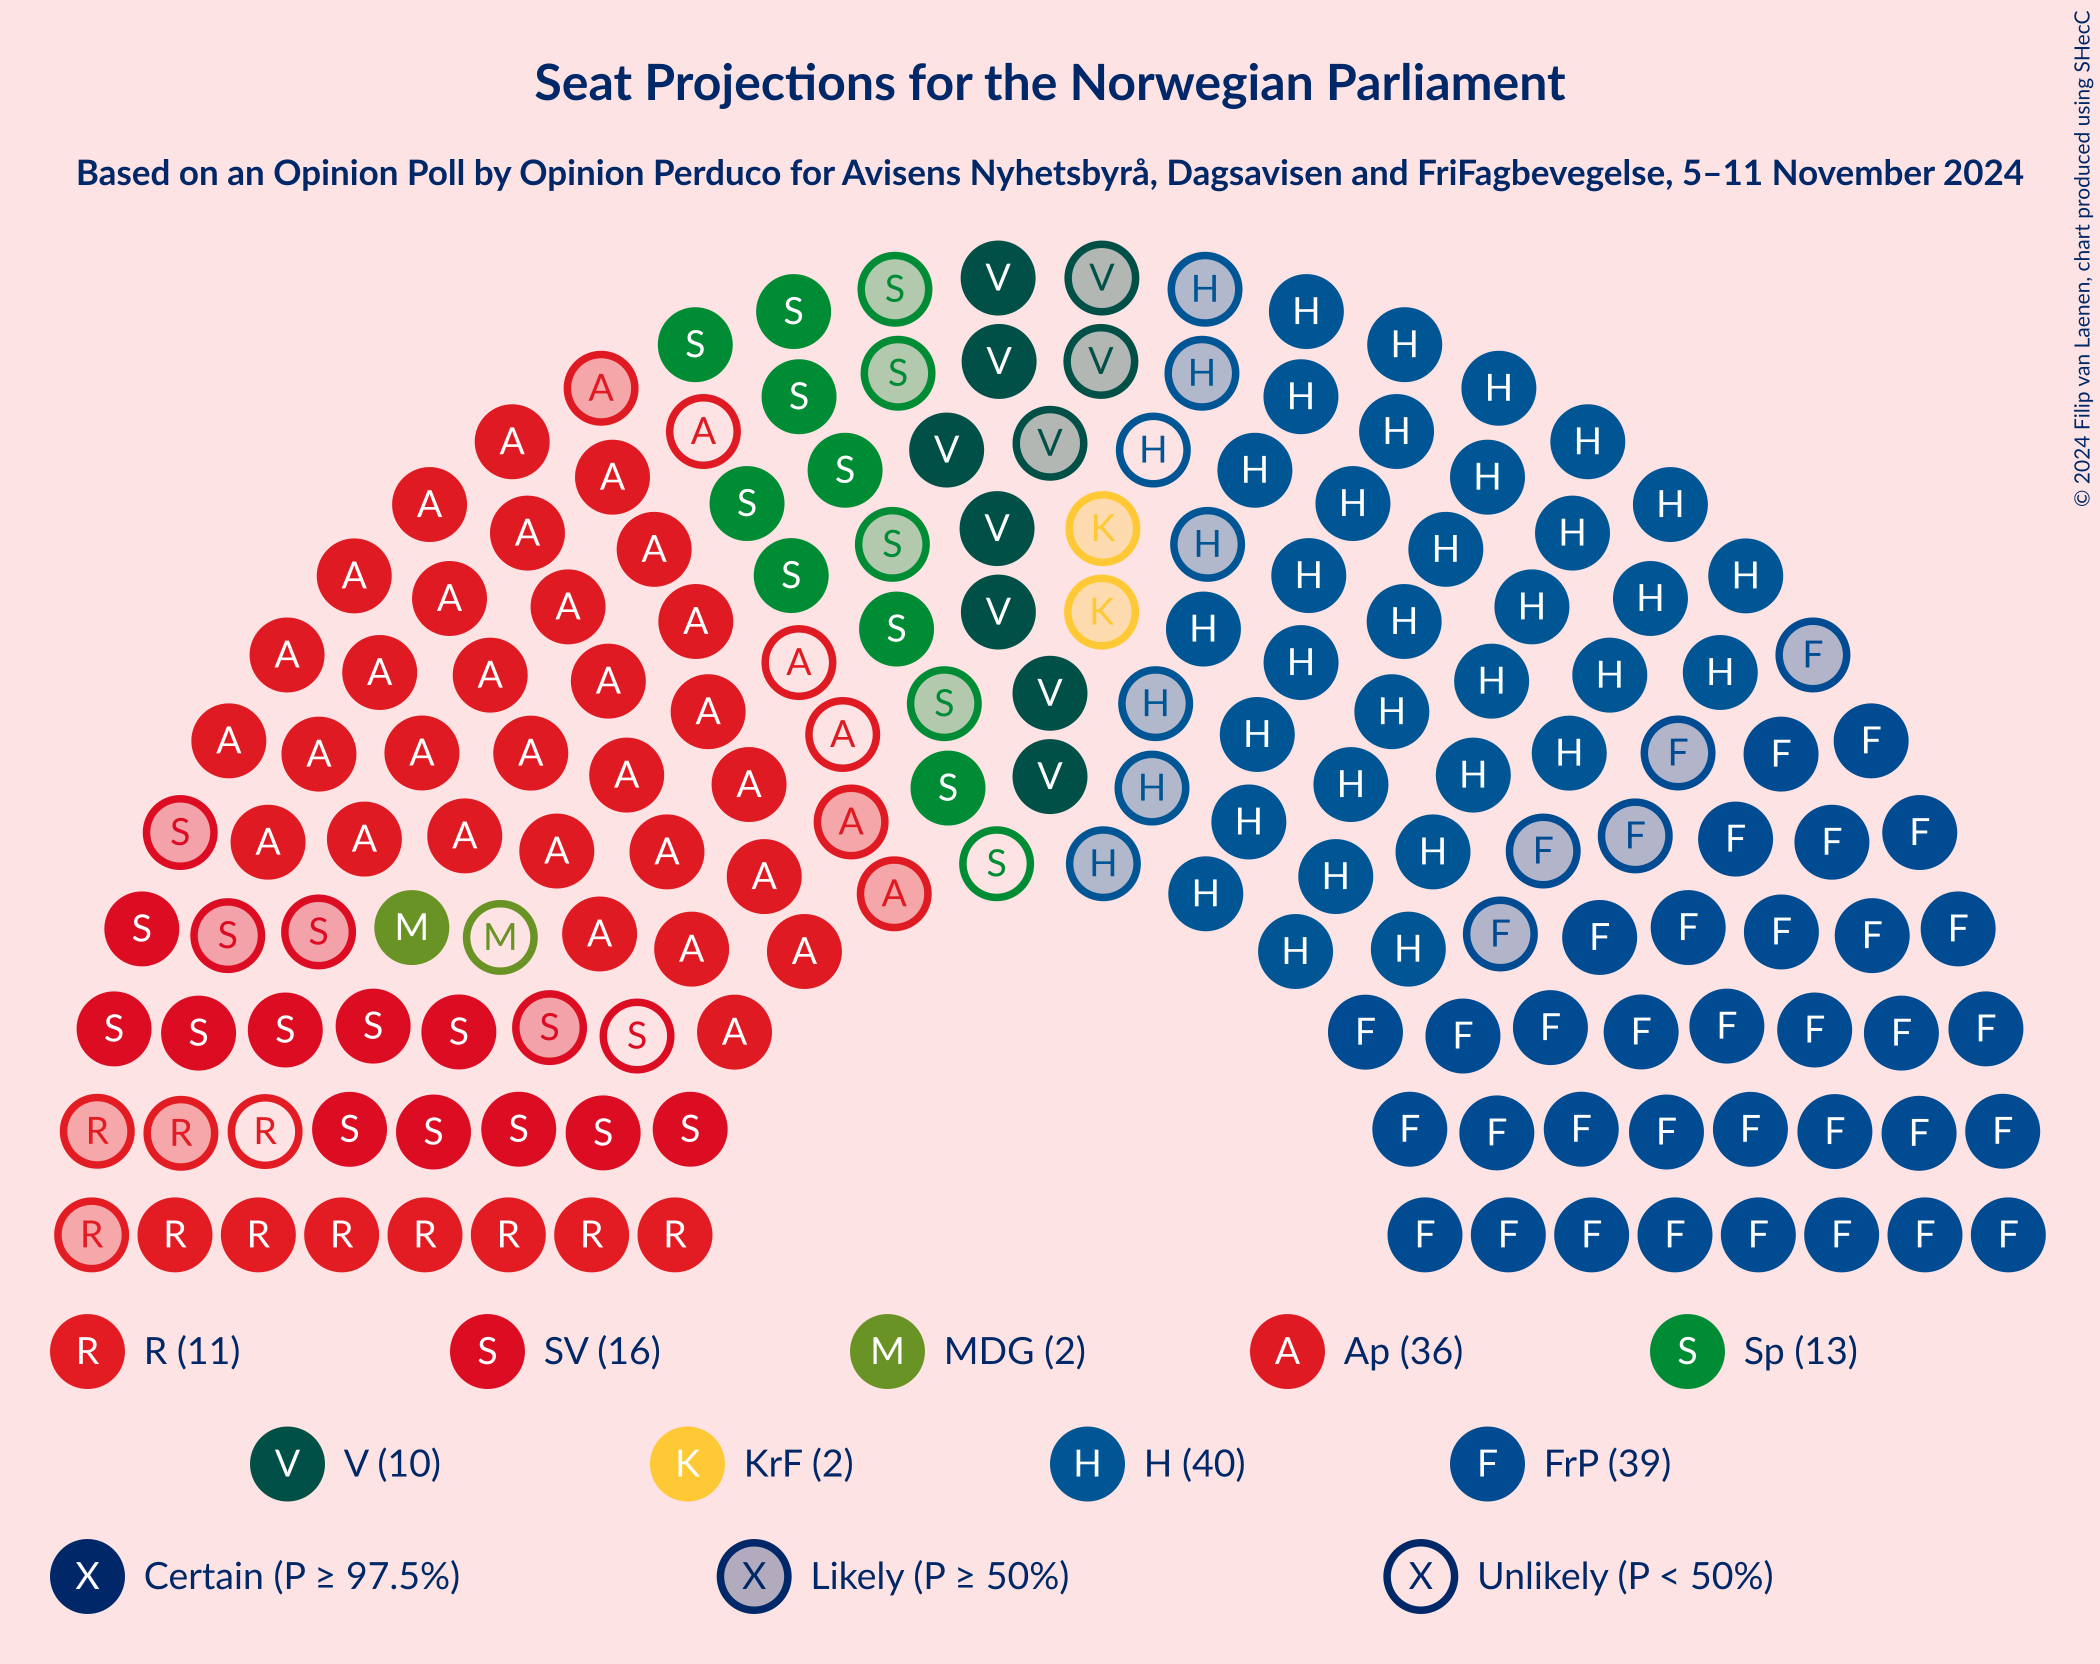 Seat Projections for the Norwegian Parliament
Based on an Opinion Poll by Opinion Perduco for Avisens Nyhetsbyrå, Dagsavisen and FriFagbevegelse, 5–11 November 2024
© 2024 Filip van Laenen, chart produced using SHecC
V V
S H
S S H H
V V
S H
A S H H
A H
A H
V V H
A H
A S H H
A H
S H
A H
S H
K
V
S H
A H
A H
A S H H
A H
K
A V H
A S H H
A F
A H
A H
A H
V
S H
A H
A H
A S H H
A F F
A H
A F
A H
V
A H
S H
A H
S F
A F
A F
A F
A H
S H
A H
A H
S F
M F
S F
A F
S M F F
A H
A H
S F
S F
A F
S F
S F
S F
S F
S F
R S S S F F F F
R R S S F F F F
R R R R R R R R F F F F F F F F
R R (11) S SV (16) M MDG (2) A Ap (36) S Sp (13)
V V (10) K KrF (2) H H (40) F FrP (39)
X Certain (P ≥ 97.5%) X Likely (P ≥ 50%) X Unlikely (P < 50%)